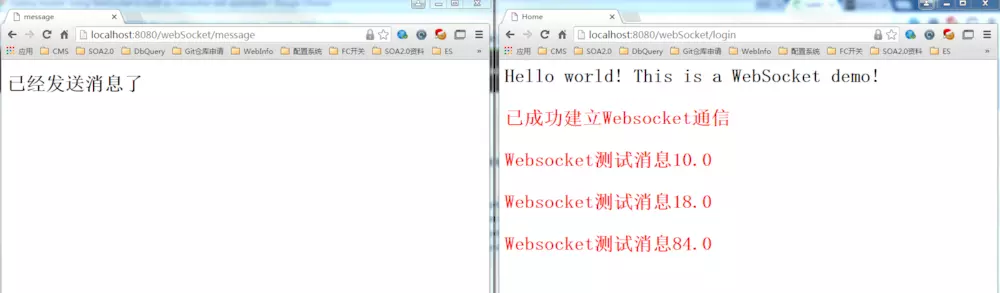 message
localhost:8080/webSocket/message
应用 CMS SOA2.0 DbQuery Git仓库申请 WebInfo 配置系统 FC开关 SOA2.0资料 ES »
已经发送消息了
Home
localhost:8080/webSocket/login
应用 CMS SOA2.0 DbQuery Git仓库申请 WebInfo 配置系统 FC开关 SOA2.0资料 ES »
Hello world! This is a WebSocket demo!
已成功建立Websocket通信
Websocket测试消息10.0
Websocket测试消息18.0
Websocket测试消息84.0